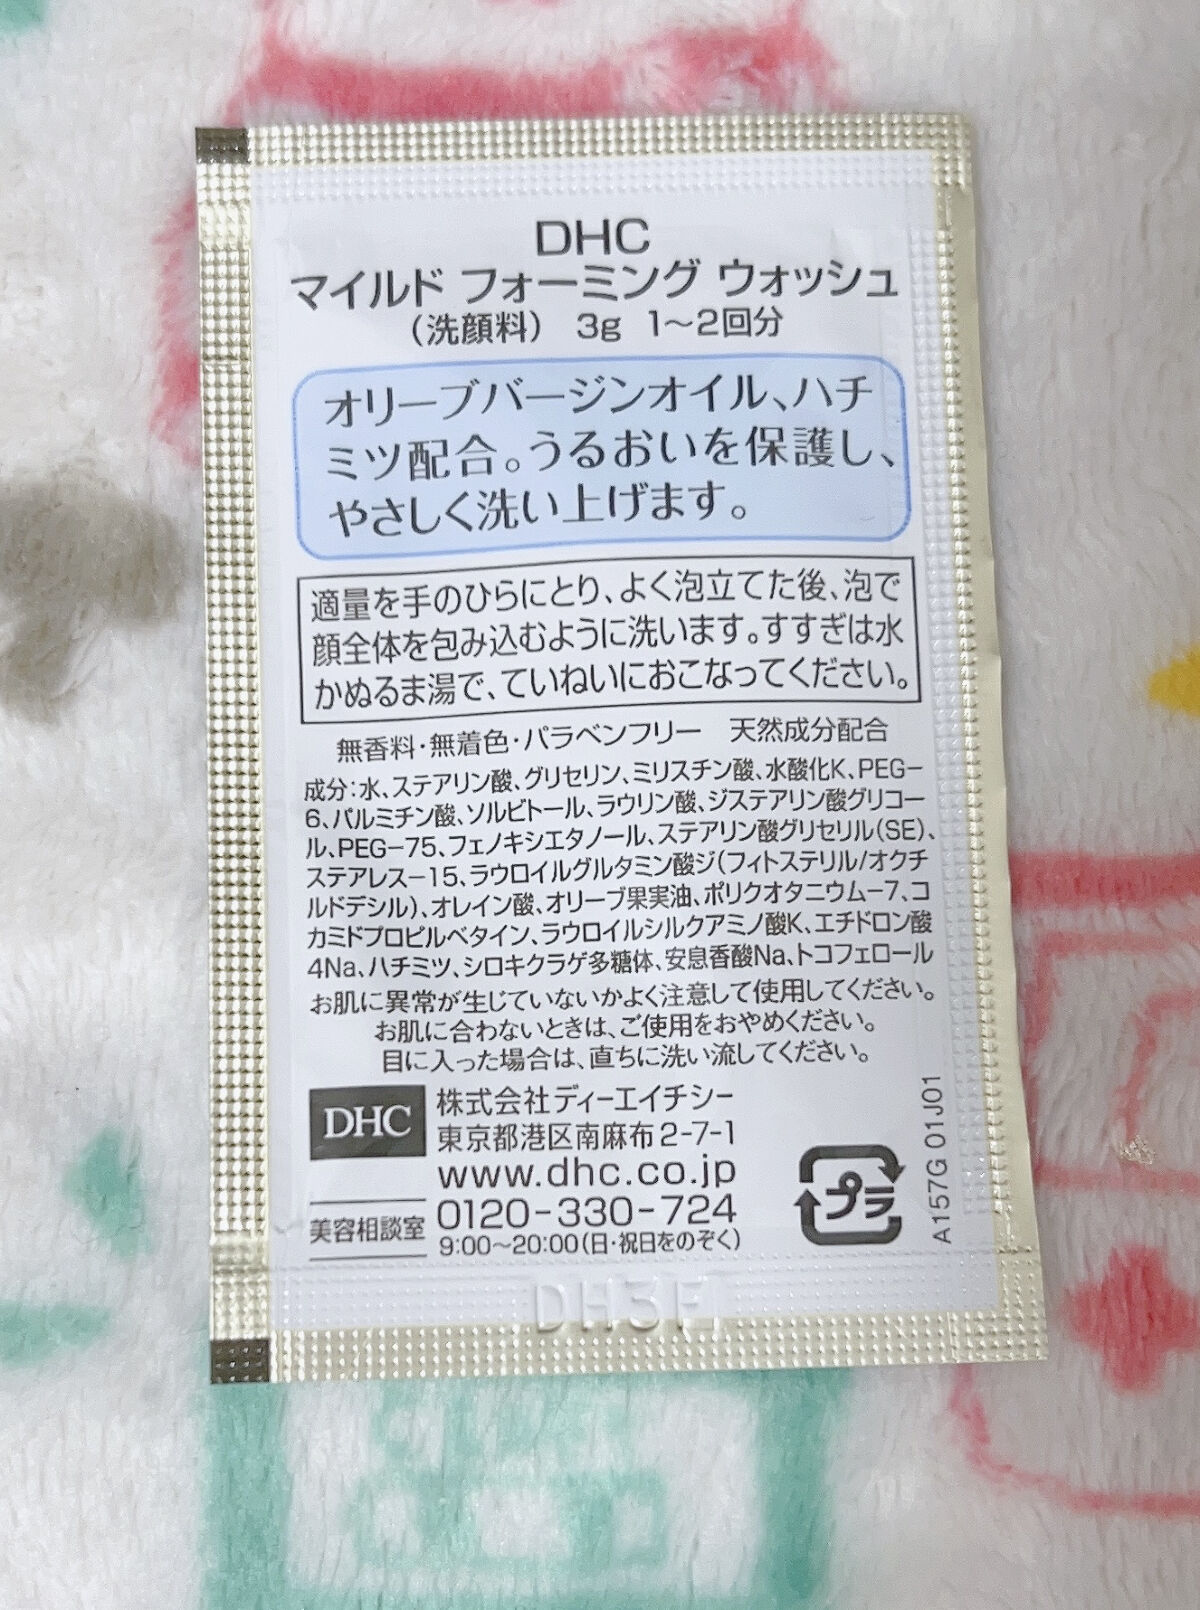 DHC
マイルド フォーミング ウォッシュ
（洗顔料） 3g 1〜2回分
オリーブバージンオイル、ハチ
ミツ配合。うるおいを保護し、
やさしく洗い上げます。
適量を手のひらにとり、よく泡立てた後、泡で
顔全体を包み込むように洗います。すすぎは水
かぬるま湯で、ていねいにおこなってください。
無香料・無着色・パラベンフリー 天然成分配合
成分：水、ステアリン酸、グリセリン、ミリスチン酸、水酸化K、PEG−
6、パルミチン酸、ソルビトール、ラウリン酸、ジステアリン酸グリコー
ル、PEG−75、フェノキシエタノール、ステアリン酸グリセリル（SE）、
ステアレス−15、ラウロイルグルタミン酸ジ（フィトステリル/オクチ
ルドデシル）、オレイン酸、オリーブ果実油、ポリクオタニウム−7、コ
カミドプロピルベタイン、ラウロイルシルクアミノ酸K、エチドロン酸
4Na、ハチミツ、シロキクラゲ多糖体、安息香酸Na、トコフェロール
お肌に異常が生じていないかよく注意して使用してください。
お肌に合わないときは、ご使用をおやめください。
目に入った場合は、直ちに洗い流してください。
DHC
株式会社ディーエイチシー
東京都港区南麻布2-7-1
www.dhc.co.jp
美容相談室
0120-330-724
9:00〜20:00（日・祝日をのぞく）
プラ
A157G 01J01
DH3F